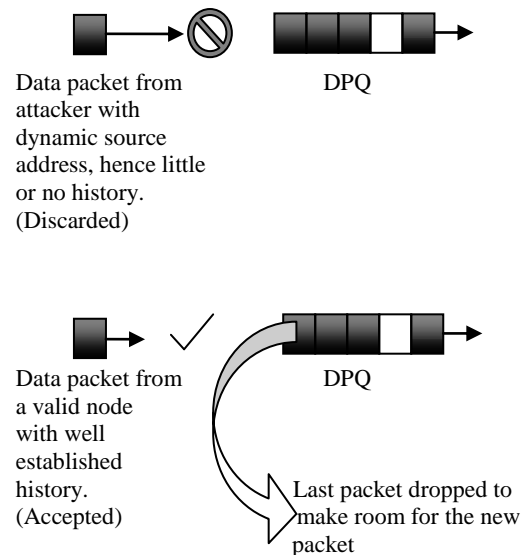 Data packet from
attacker with
dynamic source
address, hence little
or no history.
(Discarded)
DPQ
Data packet from
a valid node
with well
established
history.
(Accepted)
DPQ
Last packet dropped to
make room for the new
packet